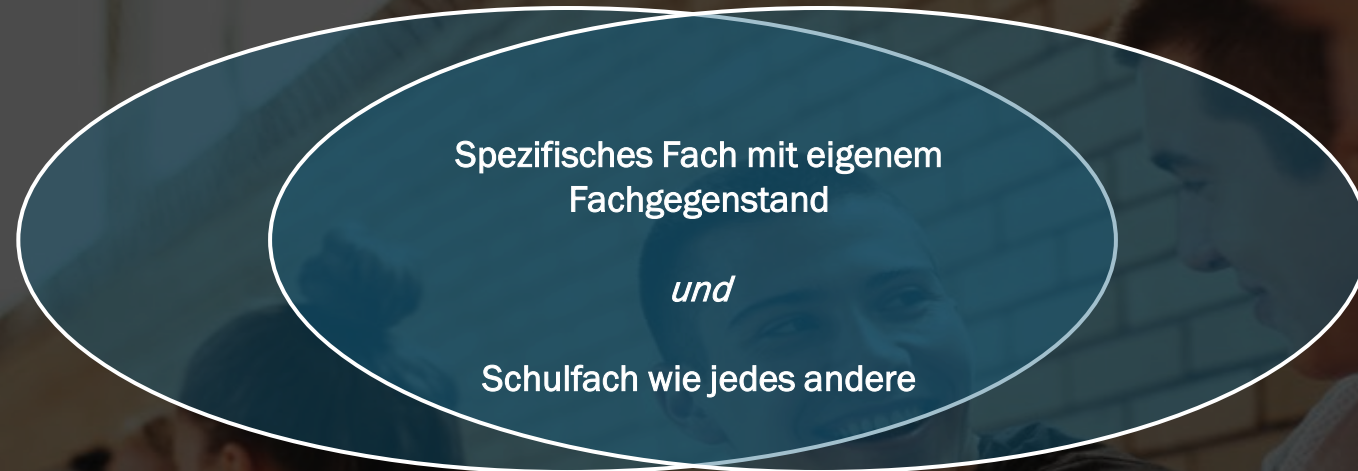 Spezifisches Fach mit eigenem
Fachgegenstand
und
Schulfach wie jedes andere